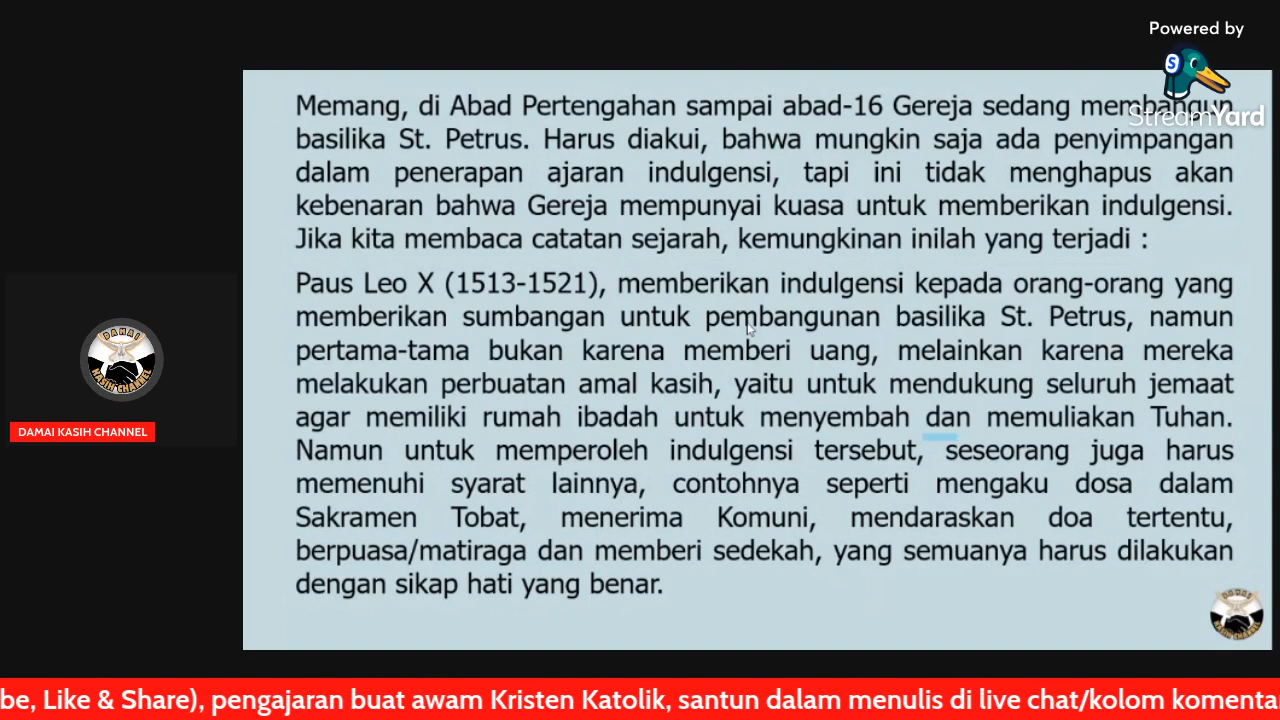 Powered by
StreamYard
Memang, di Abad Pertengahan sampai abad-16 Gereja sedang membangun
basilika St. Petrus. Harus diakui, bahwa mungkin saja ada penyimpangan
dalam penerapan ajaran indulgensi, tapi ini tidak menghapus akan
kebenaran bahwa Gereja mempunyai kuasa untuk memberikan indulgensi.
Jika kita membaca catatan sejarah, kemungkinan inilah yang terjadi :
Paus Leo X (1513-1521), memberikan indulgensi kepada orang-orang yang
memberikan sumbangan untuk pembangunan basilika St. Petrus, namun
pertama-tama bukan karena memberi uang, melainkan karena mereka
melakukan perbuatan amal kasih, yaitu untuk mendukung seluruh jemaat
agar memiliki rumah ibadah untuk menyembah dan memuliakan Tuhan.
Namun untuk memperoleh indulgensi tersebut, seseorang juga harus
memenuhi syarat lainnya, contohnya seperti mengaku dosa dalam
Sakramen Tobat, menerima Komuni, mendaraskan doa tertentu,
berpuasa/matiraga dan memberi sedekah, yang semuanya harus dilakukan
dengan sikap hati yang benar.
DAMAI
KASIH CHANNEL
DAMAI KASIH CHANNEL
DAMAI
KASIH CHANNEL
be, Like & Share), pengajaran buat awam Kristen Katolik, santun dalam menulis di live chat/kolom komenta